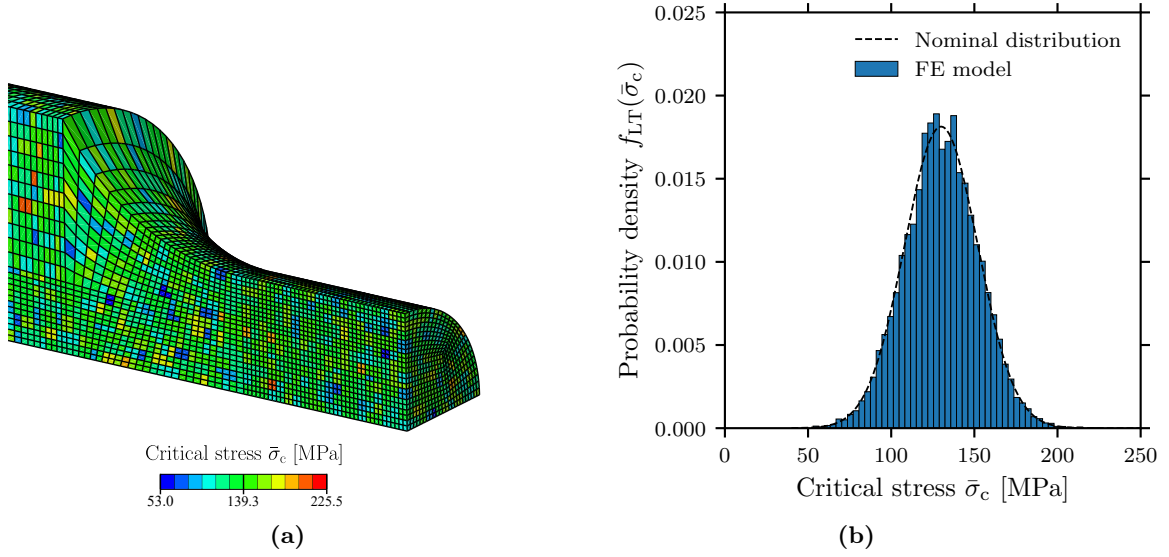 Critical stress σ̄c [MPa]
53.0 139.3 225.5
(a)
0.025
0.020
0.015
0.010
0.005
0.000
Probability density fLT(σ̄c)
Nominal distribution
FE model
0 50 100 150 200 250
Critical stress σ̄c [MPa]
(b)